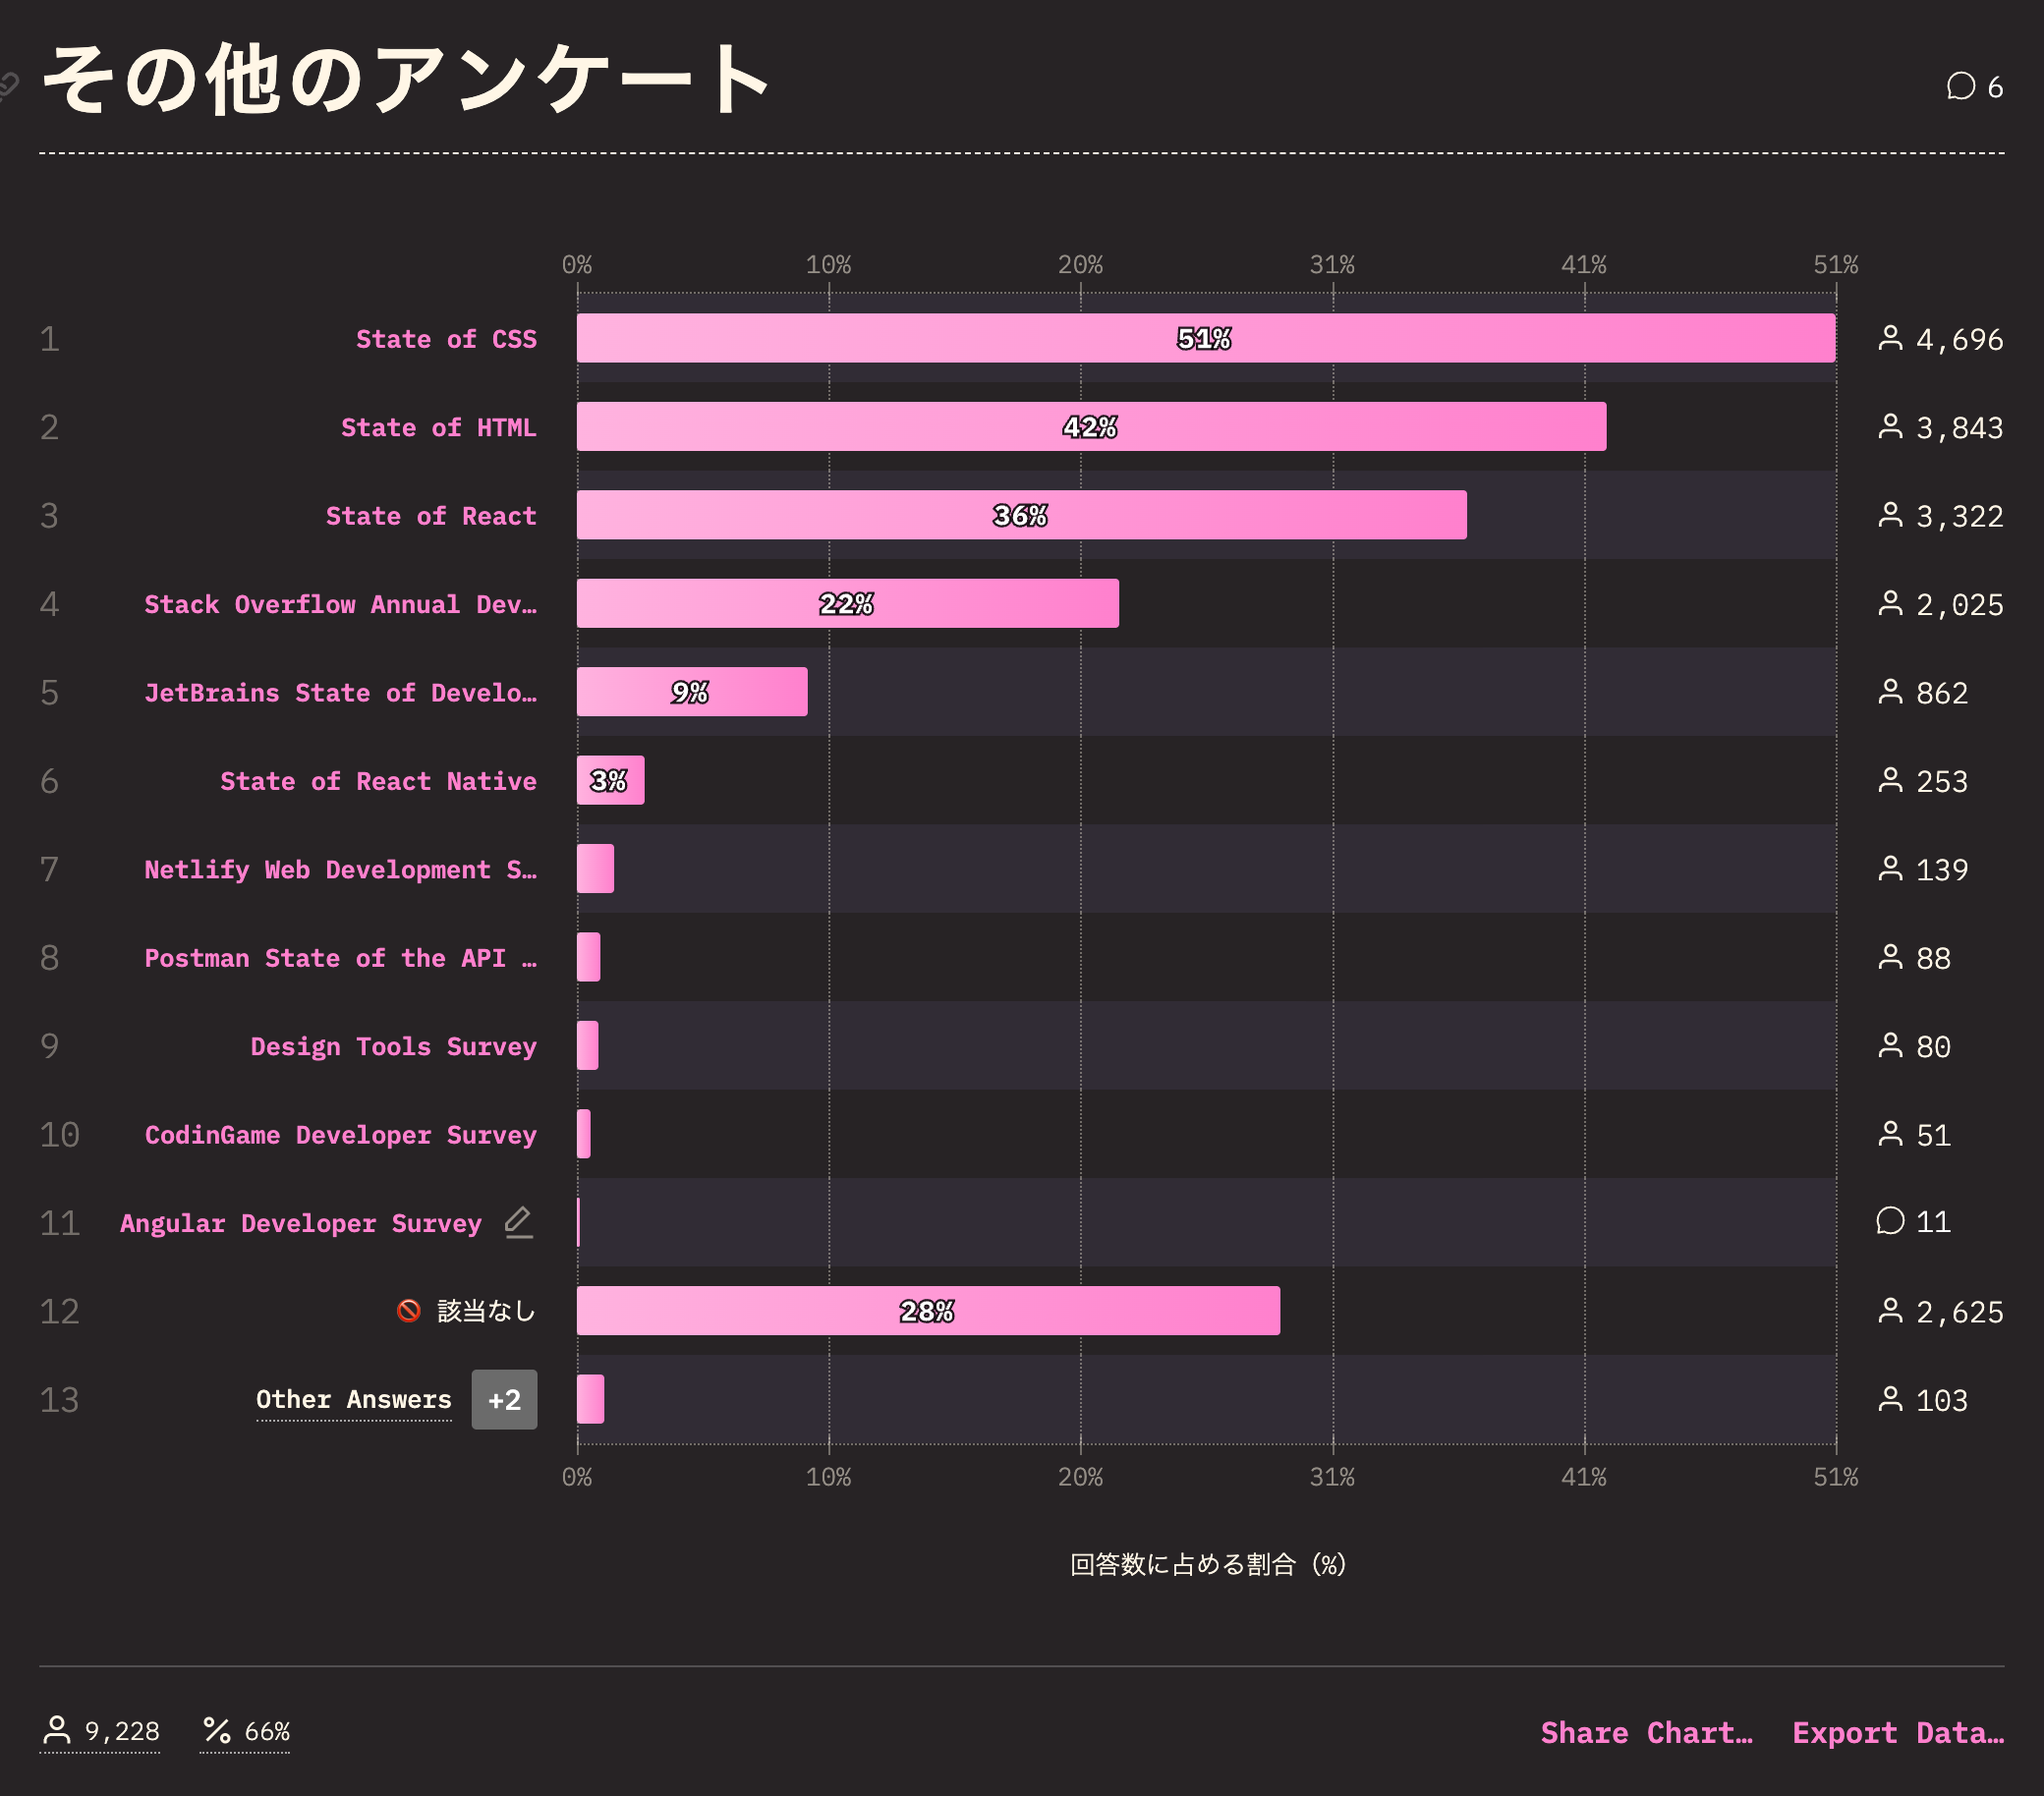 その他のアンケート
6
0% 10% 20% 31% 41% 51%
1 State of CSS 51% 4,696
2 State of HTML 42% 3,843
3 State of React 36% 3,322
4 Stack Overflow Annual Dev… 22% 2,025
5 JetBrains State of Develo… 9% 862
6 State of React Native 3% 253
7 Netlify Web Development S… 139
8 Postman State of the API … 88
9 Design Tools Survey 80
10 CodinGame Developer Survey 51
11 Angular Developer Survey 11
12 該当なし 28% 2,625
13 Other Answers +2 103
0% 10% 20% 31% 41% 51%
回答数に占める割合 (%)
9,228 % 66% Share Chart… Export Data…